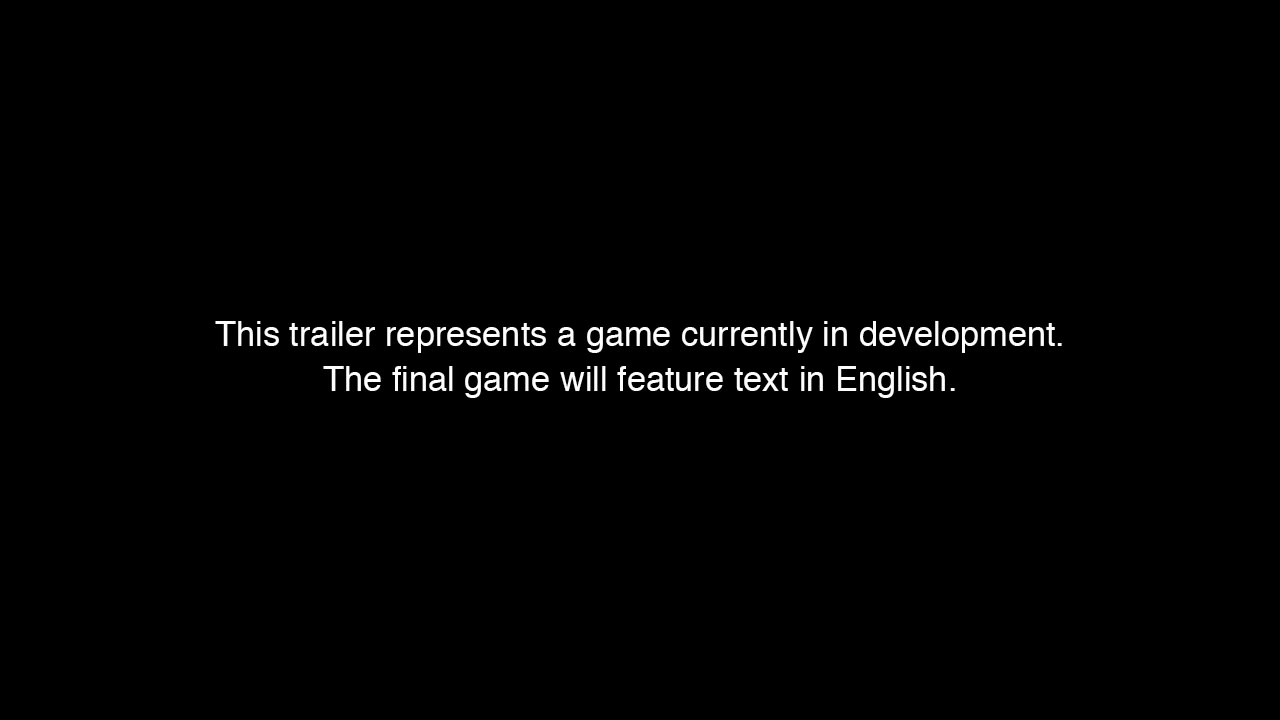 This trailer represents a game currently in development.
The final game will feature text in English.